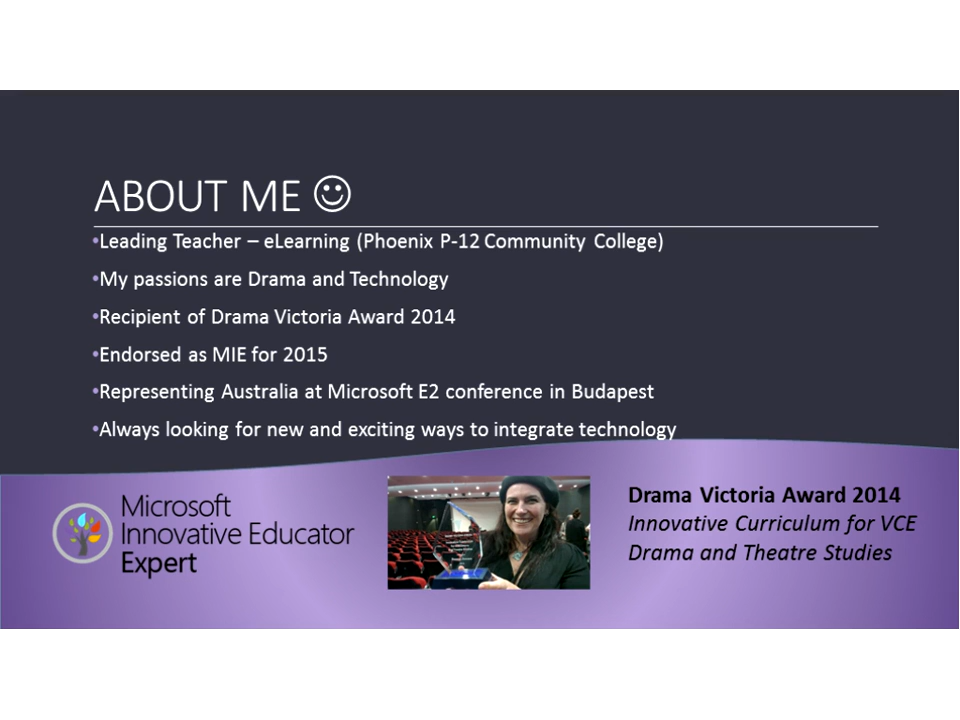 ABOUT ME ☺
•Leading Teacher – eLearning (Phoenix P-12 Community College)
•My passions are Drama and Technology
•Recipient of Drama Victoria Award 2014
•Endorsed as MIE for 2015
•Representing Australia at Microsoft E2 conference in Budapest
•Always looking for new and exciting ways to integrate technology
Microsoft
Innovative Educator
Expert
Drama Victoria Award 2014
Innovative Curriculum for VCE
Drama and Theatre Studies